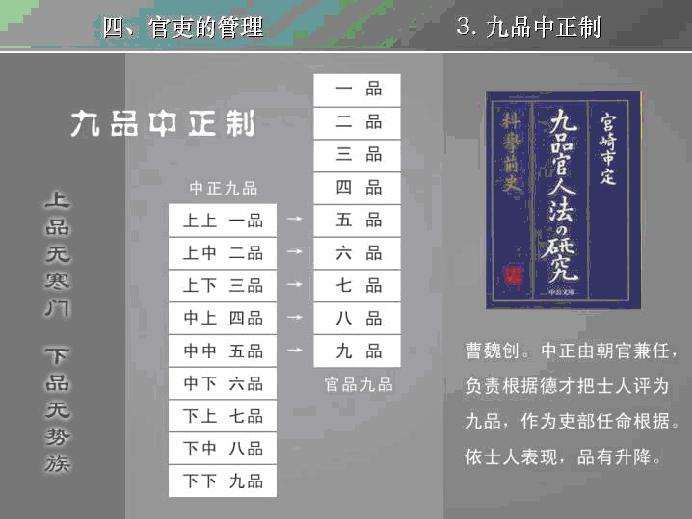 四、官吏的管理
3. 九品中正制
九品中正制
上品无寒门 下品无势族
中正九品
上上 一品 →
上中 二品 →
上下 三品 →
中上 四品 →
中中 五品 →
中下 六品
下上 七品
下中 八品
下下 九品
一 品
二 品
三 品
四 品
五 品
六 品
七 品
八 品
九 品
官品九品
宮崎市定
九品官人法の研究
科擧前史
中公文庫
曹魏创。中正由朝官兼任，
负责根据德才把士人评为
九品，作为吏部任命根据。
依士人表现，品有升降。